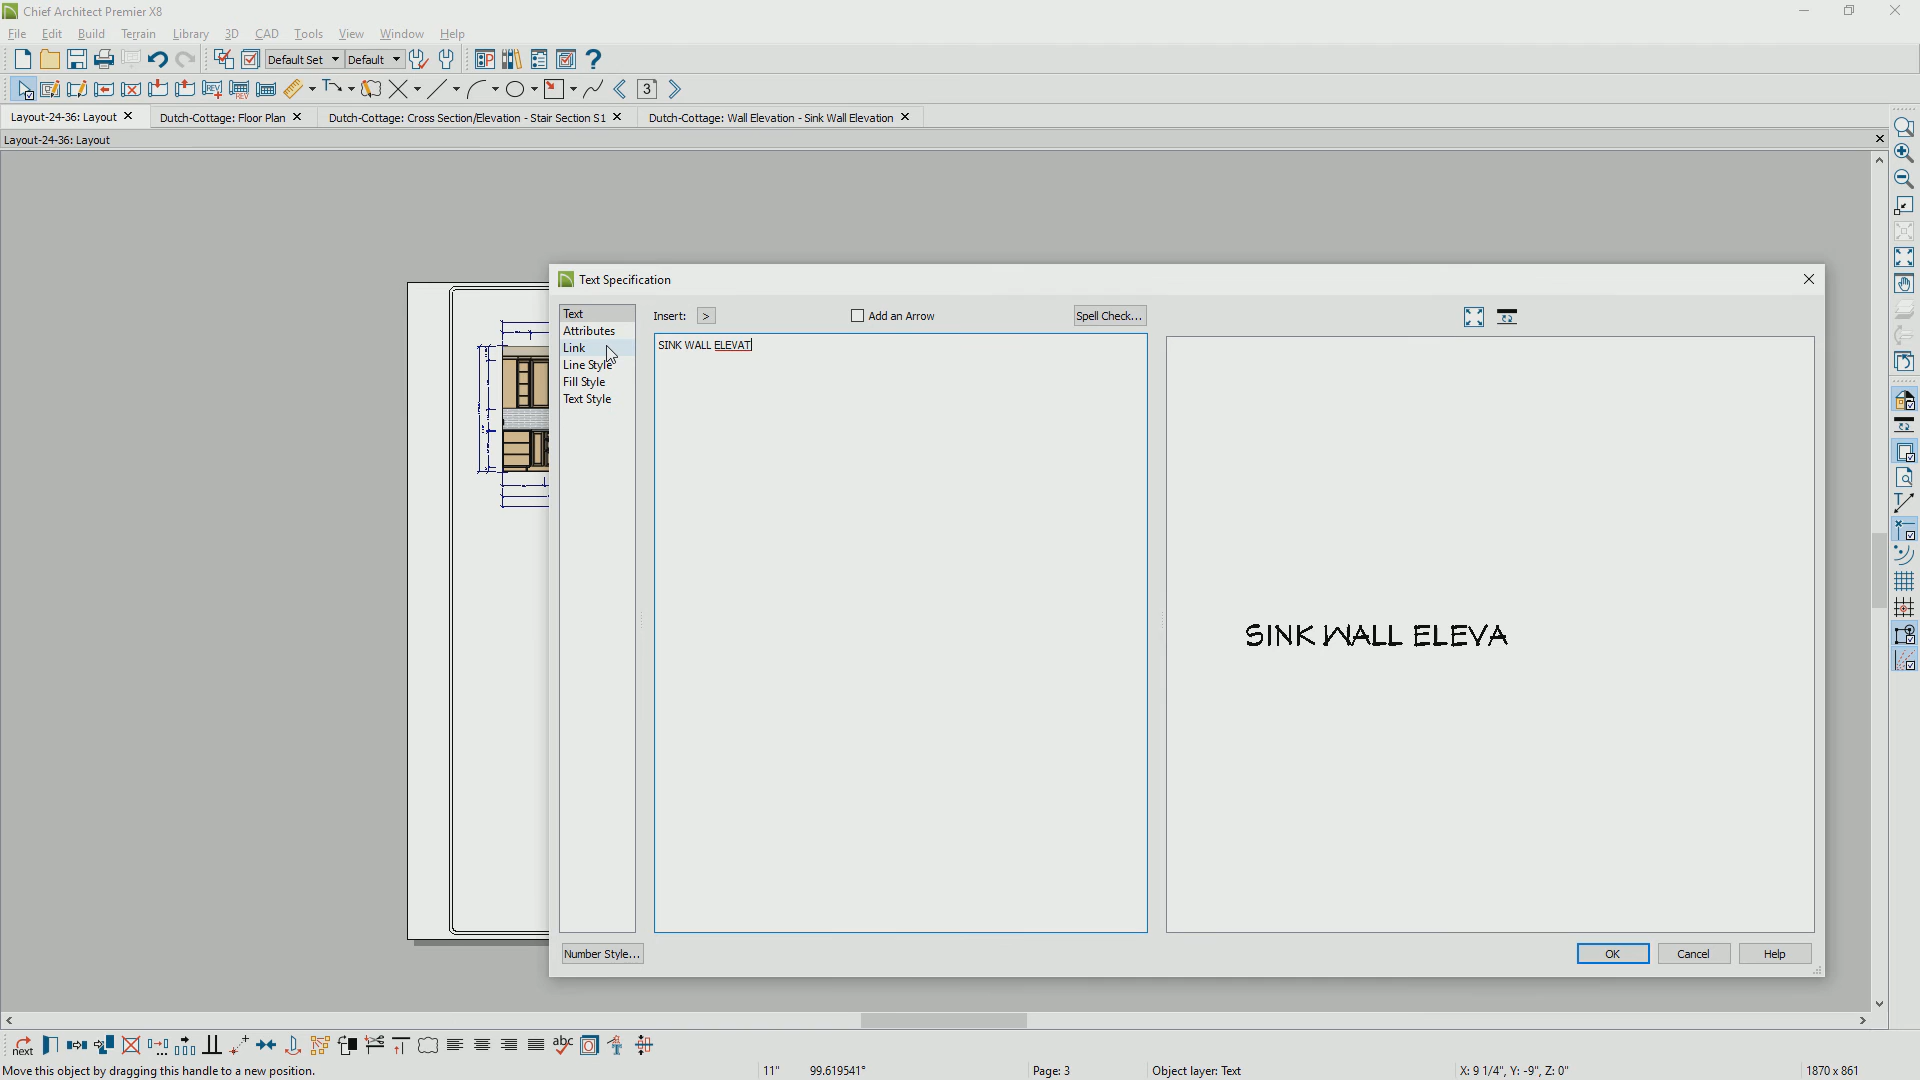 Chief Architect Premier X8
File Edit Build Terrain Library 3D CAD Tools View Window Help
Default Set Default
3
Layout-24-36: Layout Dutch-Cottage: Floor Plan Dutch-Cottage: Cross Section/Elevation - Stair Section S1 Dutch-Cottage: Wall Elevation - Sink Wall Elevation
Layout-24-36: Layout
Text Specification
Text
Attributes
Link
Line Style
Fill Style
Text Style
Insert: > Add an Arrow Spell Check...
SINK WALL ELEVAT
SINK WALL ELEVA
Number Style... OK Cancel Help
next abc
Move this object by dragging this handle to a new position. 11" 99.619541° Page: 3 Object layer: Text X: 9 1/4", Y: -9", Z: 0" 1870 x 861